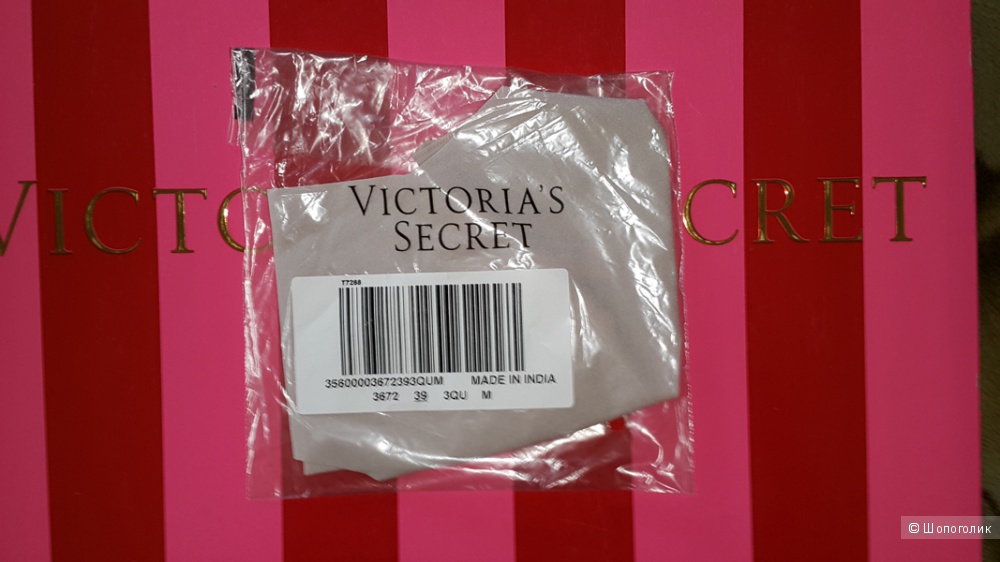 VICTO CRET
VICTORIA'S
SECRET
T7288
35600003672393QUM MADE IN INDIA
3672 39 3QU M
© Шопоголик